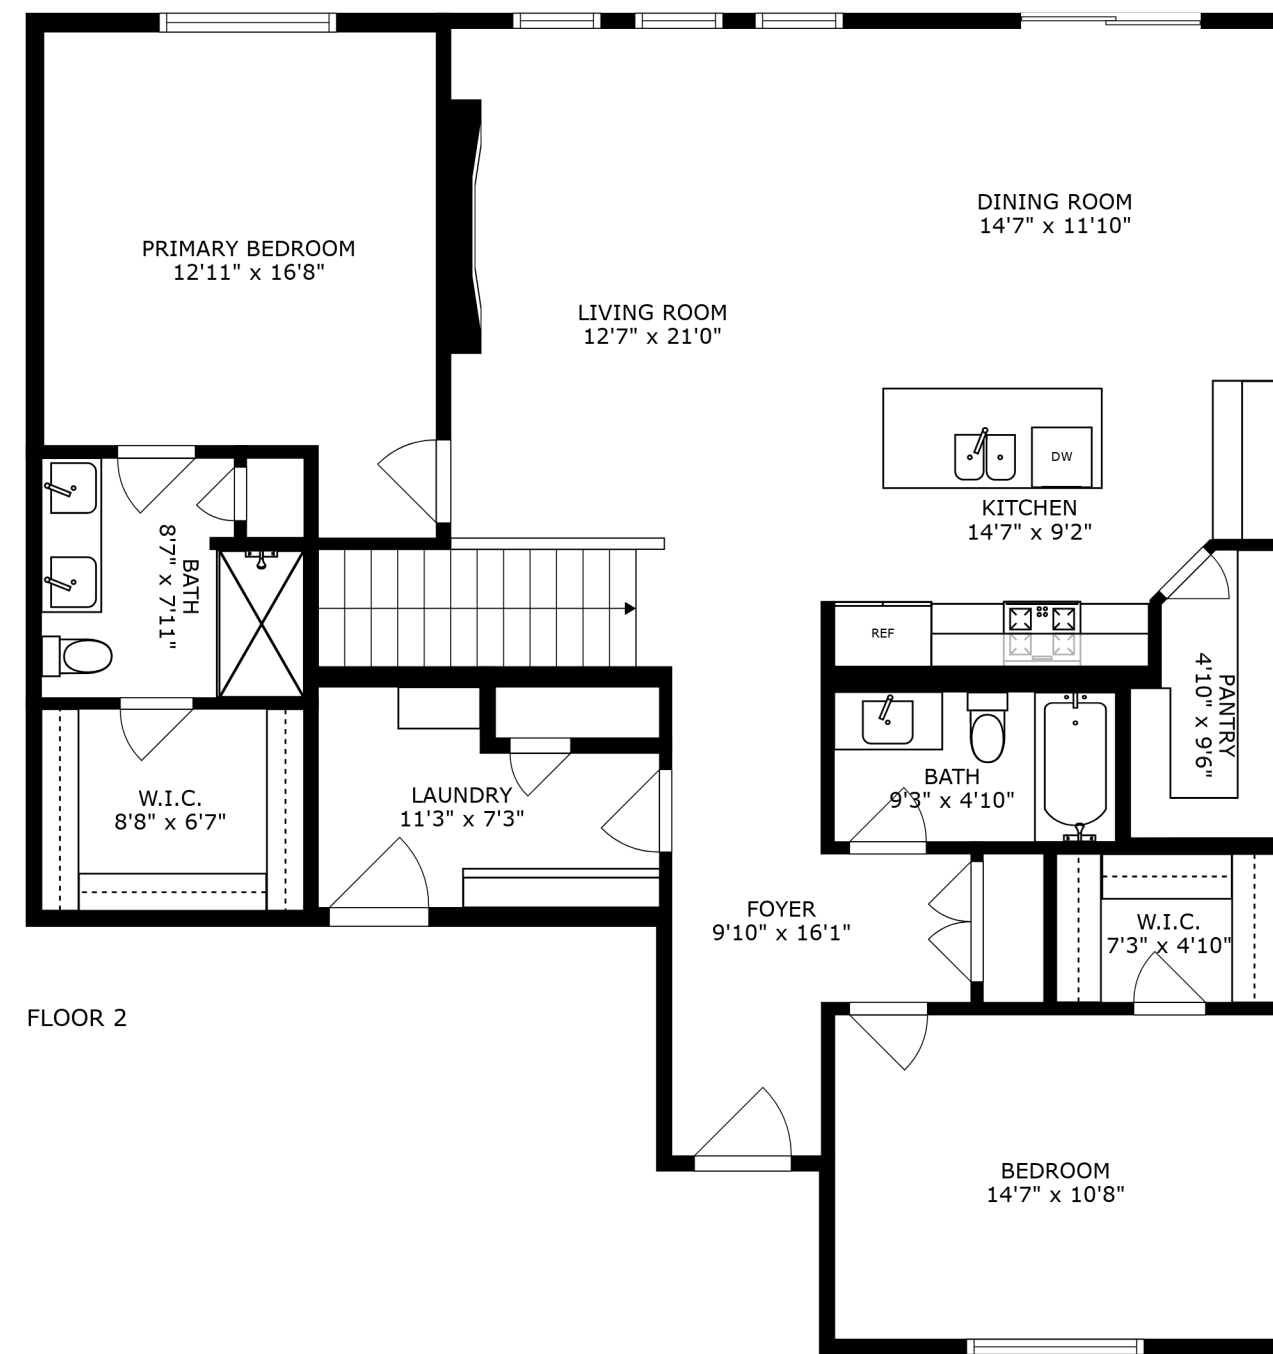 PRIMARY BEDROOM
12'11" x 16'8"
DINING ROOM
14'7" x 11'10"
LIVING ROOM
12'7" x 21'0"
DW
KITCHEN
14'7" x 9'2"
BATH
8'7" x 7'11"
REF
PANTRY
4'10" x 9'6"
W.I.C.
8'8" x 6'7"
LAUNDRY
11'3" x 7'3"
BATH
9'3" x 4'10"
FOYER
9'10" x 16'1"
W.I.C.
7'3" x 4'10"
FLOOR 2
BEDROOM
14'7" x 10'8"